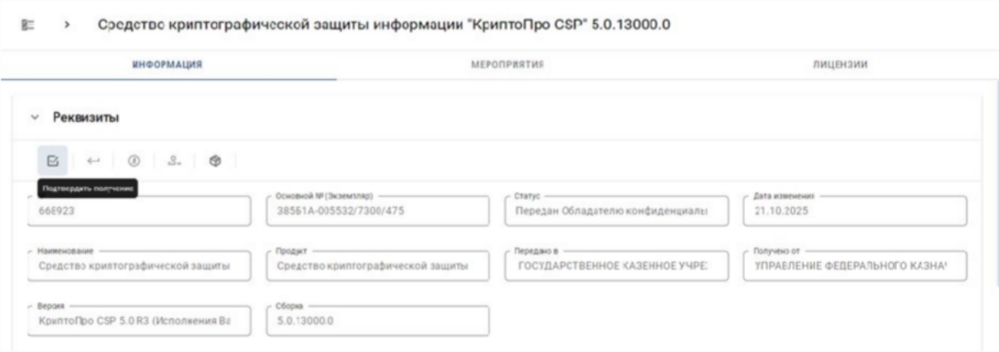 Средство криптографической защиты информации "КриптоПро CSP" 5.0.13000.0
ИНФОРМАЦИЯ МЕРОПРИЯТИЯ ЛИЦЕНЗИИ
Реквизиты
Подтвердить получение
668923
Основной № (Экземпляр)
38561А-005532/7300/475
Статус
Передан Обладателю конфиденциаль
Дата изменения
21.10.2025
Наименование
Средство криптографической защиты
Продукт
Средство криптографической защиты
Передано в
ГОСУДАРСТВЕННОЕ КАЗЕННОЕ УЧРЕ
Получено от
УПРАВЛЕНИЕ ФЕДЕРАЛЬНОГО КАЗНА
Версия
КриптоПро CSP 5.0 R3 (Исполнения Ba
Сборка
5.0.13000.0